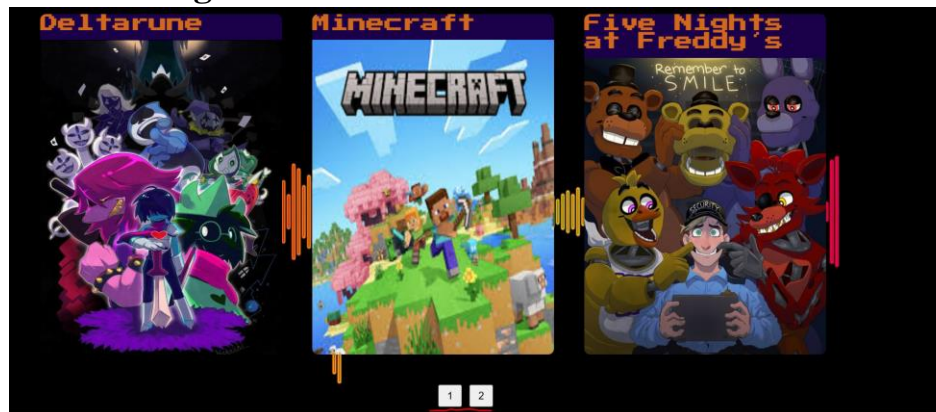 Deltarune
Minecraft
Five Nights
at Freddy's
MINECRAFT
Remember to
SMILE
SECURITY
1 2